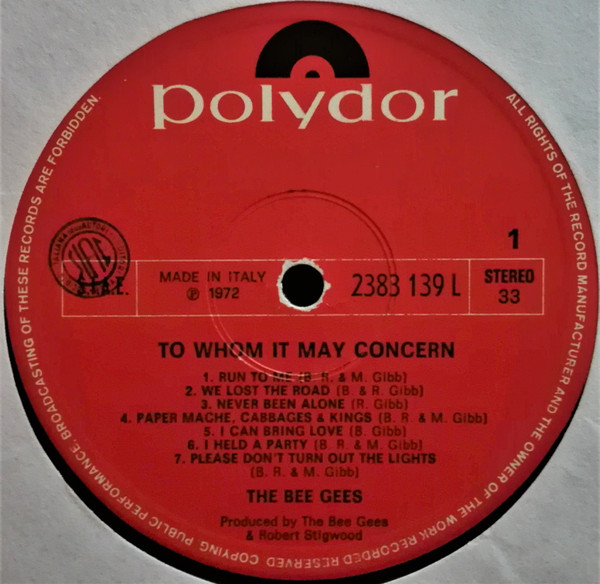 polydor
BROADCASTING OF THESE RECORDS ARE FORBIDDEN.
ALL RIGHTS OF THE RECORD MANUFACTURER AND THE OWNER OF THE WORK RECORDED RESERVED COPYING PUBLIC PERFORMANCE,
1
S.I.A.E.
MADE IN ITALY
℗ 1972
2383 139 L
STEREO
33
TO WHOM IT MAY CONCERN
1. RUN TO ME (B. R. & M. Gibb)
2. WE LOST THE ROAD (B. & R. Gibb)
3. NEVER BEEN ALONE (R. Gibb)
4. PAPER MACHE, CABBAGES & KINGS (B. R. & M. Gibb)
5. I CAN BRING LOVE (B. Gibb)
6. I HELD A PARTY (B. R. & M. Gibb)
7. PLEASE DON'T TURN OUT THE LIGHTS
(B. R. & M. Gibb)
THE BEE GEES
Produced by The Bee Gees
& Robert Stigwood